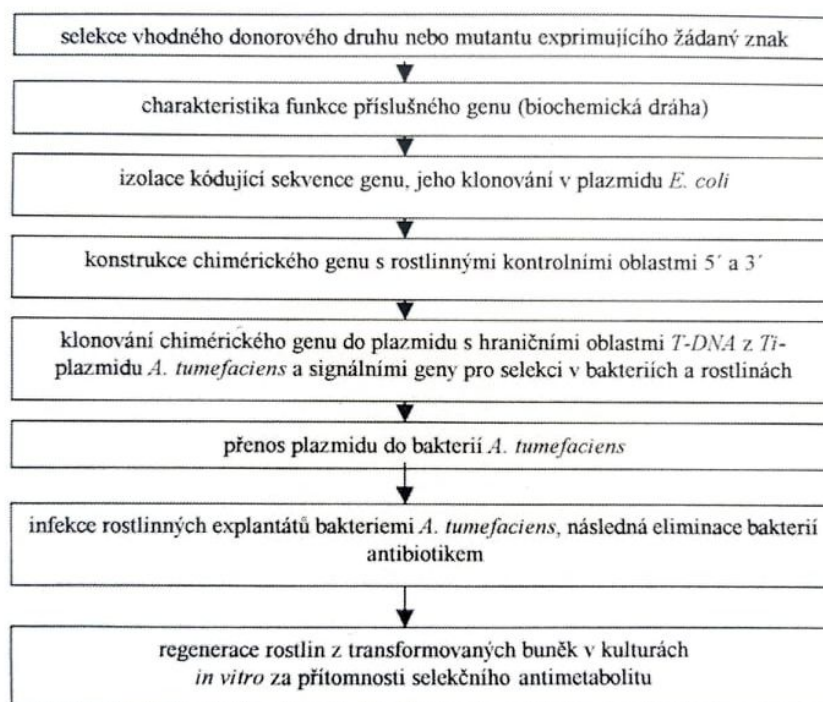 selekce vhodného donorového druhu nebo mutantu exprimujícího žádaný znak
charakteristika funkce příslušného genu (biochemická dráha)
izolace kódující sekvence genu, jeho klonování v plazmidu E. coli
konstrukce chimérického genu s rostlinnými kontrolními oblastmi 5´ a 3´
klonování chimérického genu do plazmidu s hraničními oblastmi T-DNA z Ti-
plazmidu A. tumefaciens a signálními geny pro selekci v bakteriích a rostlinách
přenos plazmidu do bakterií A. tumefaciens
infekce rostlinných explantátů bakteriemi A. tumefaciens, následná eliminace bakterií
antibiotikem
regenerace rostlin z transformovaných buněk v kulturách
in vitro za přítomnosti selekčního antimetabolitu